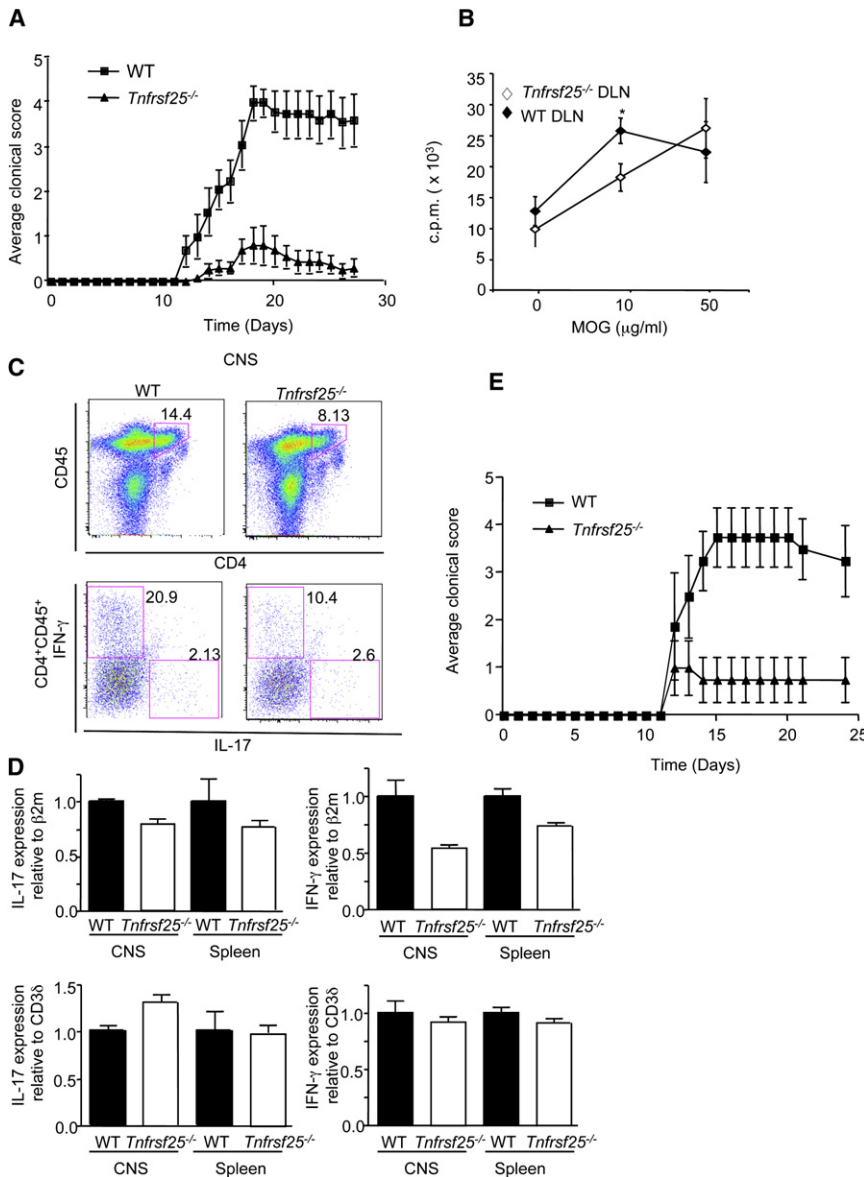 A
5
4
3
2
1
0
0
10
20
30
Average clonical score
Time (Days)
WT
Tnfrsf25-/-
B
35
30
25
20
15
10
5
0
c.p.m. ( x 10³)
Tnfrsf25-/- DLN
WT DLN
*
0
10
50
MOG (μg/ml)
C
CNS
WT
Tnfrsf25-/-
14.4
8.13
CD45
CD4
20.9
2.13
10.4
2.6
CD4+CD45+
IFN-γ
IL-17
E
5
4
3
2
1
0
0
5
10
15
20
25
Average clonical score
Time (Days)
WT
Tnfrsf25-/-
D
IL-17 expression
relative to β2m
1.0
0.5
0.0
WT Tnfrsf25-/- WT Tnfrsf25-/-
CNS Spleen
IFN-γ expression
relative to β2m
1.0
0.5
0.0
WT Tnfrsf25-/- WT Tnfrsf25-/-
CNS Spleen
IL-17 expression
relative to CD3δ
1.5
1.0
0.5
0.0
WT Tnfrsf25-/- WT Tnfrsf25-/-
CNS Spleen
IFN-γ expression
relative to CD3δ
1.0
0.5
0.0
WT Tnfrsf25-/- WT Tnfrsf25-/-
CNS Spleen